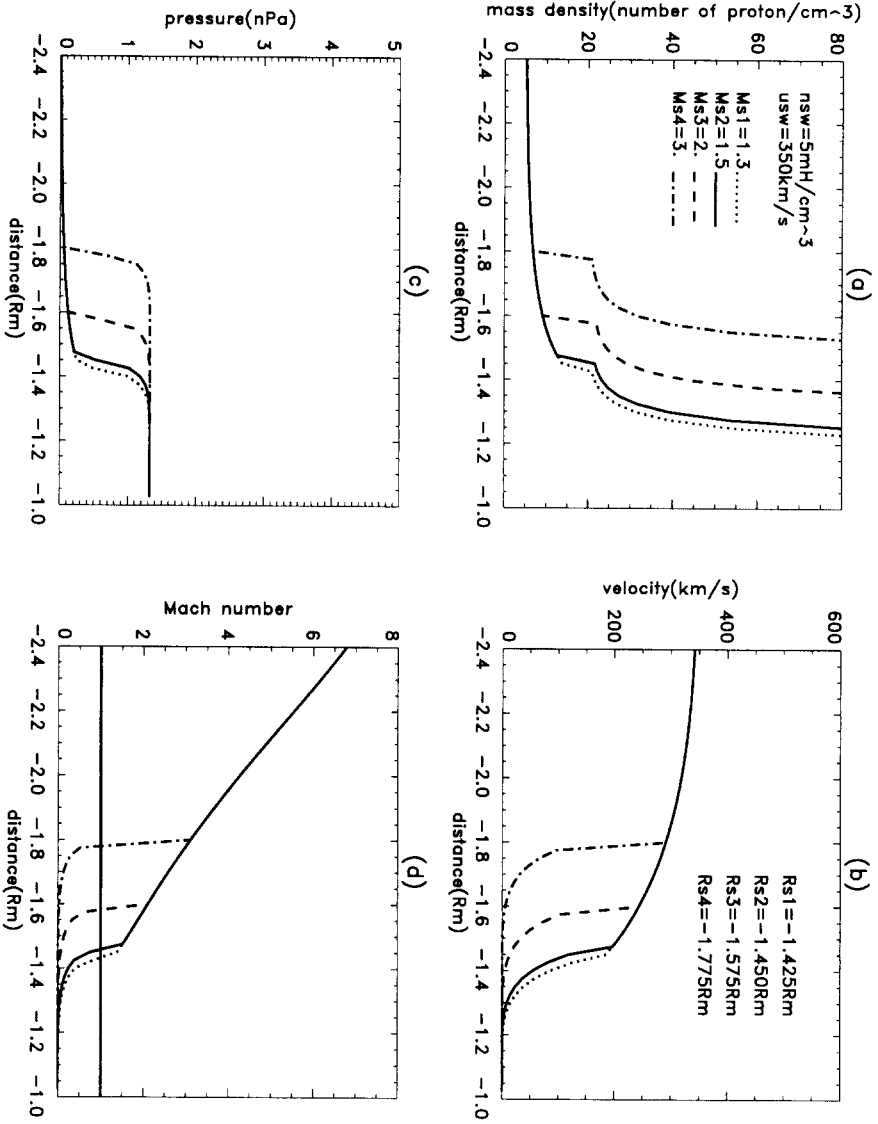 (a)
mass density(number of proton/cm^3)
80
60
40
20
0
nsw=5mH/cm^3
usw=350km/s
Ms1=1.3
Ms2=1.5
Ms3=2.
Ms4=3.
-2.4 -2.2 -2.0 -1.8 -1.6 -1.4 -1.2 -1.0
distance(Rm)
(b)
velocity(km/s)
600
400
200
0
Rs1=-1.425Rm
Rs2=-1.450Rm
Rs3=-1.575Rm
Rs4=-1.775Rm
-2.4 -2.2 -2.0 -1.8 -1.6 -1.4 -1.2 -1.0
distance(Rm)
(c)
pressure(nPa)
5
4
3
2
1
0
-2.4 -2.2 -2.0 -1.8 -1.6 -1.4 -1.2 -1.0
distance(Rm)
(d)
Mach number
8
6
4
2
0
-2.4 -2.2 -2.0 -1.8 -1.6 -1.4 -1.2 -1.0
distance(Rm)